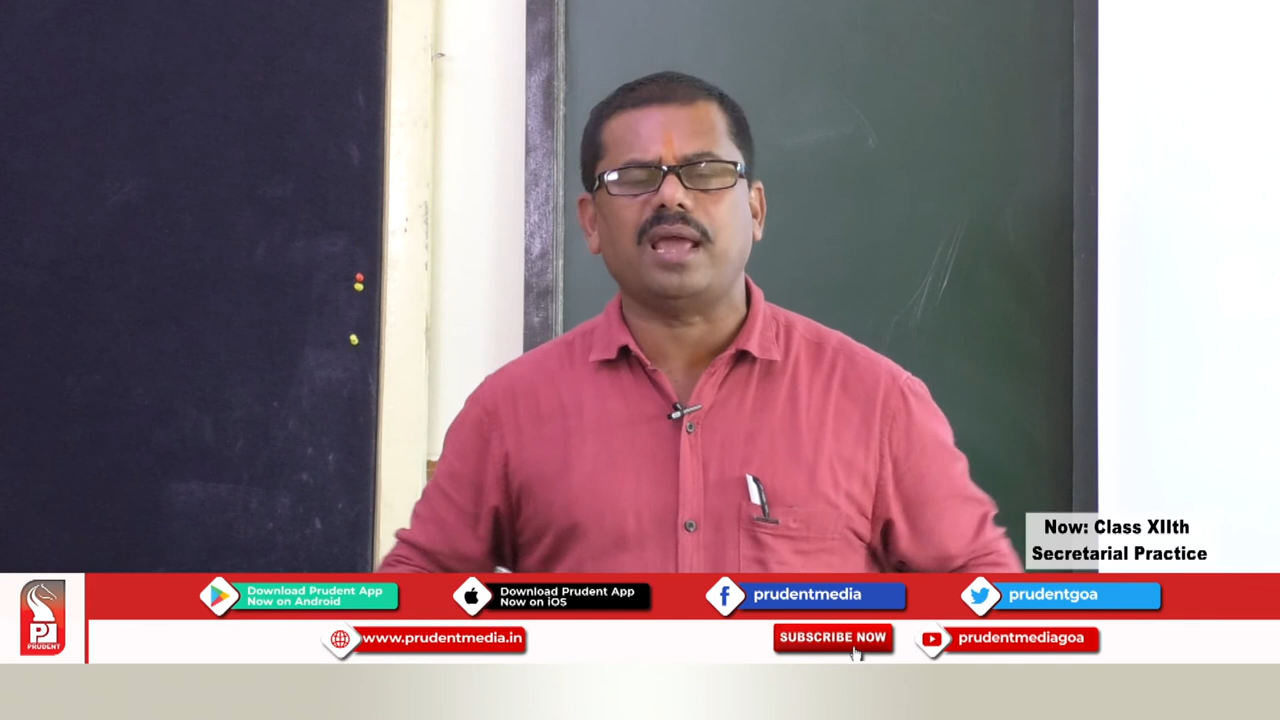 Now: Class XIIth
Secretarial Practice
Download Prudent App
Now on Android
Download Prudent App
Now on iOS
prudentmedia
prudentgoa
PRUDENT
www.prudentmedia.in
SUBSCRIBE NOW
prudentmediagoa